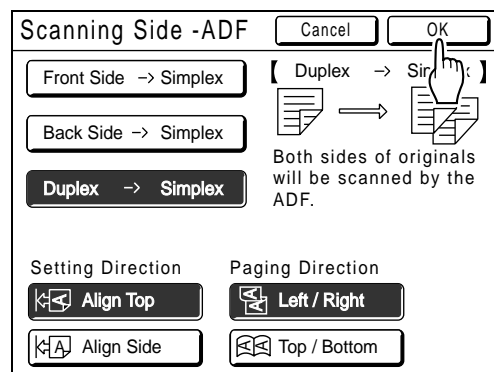 Scanning Side -ADF
Cancel
OK
Front Side –> Simplex
Back Side –> Simplex
Duplex –> Simplex
【 Duplex –> 】
Both sides of originals
will be scanned by the
ADF.
Setting Direction
Align Top
Align Side
Paging Direction
Left / Right
Top / Bottom